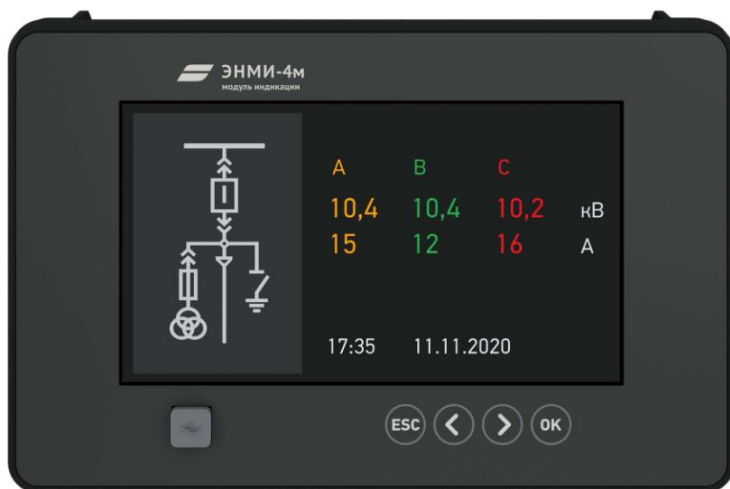 ЭНМИ-4м
модуль индикации
A B C
10,4 10,4 10,2 кВ
15 12 16 А
17:35 11.11.2020
ESC < > OK